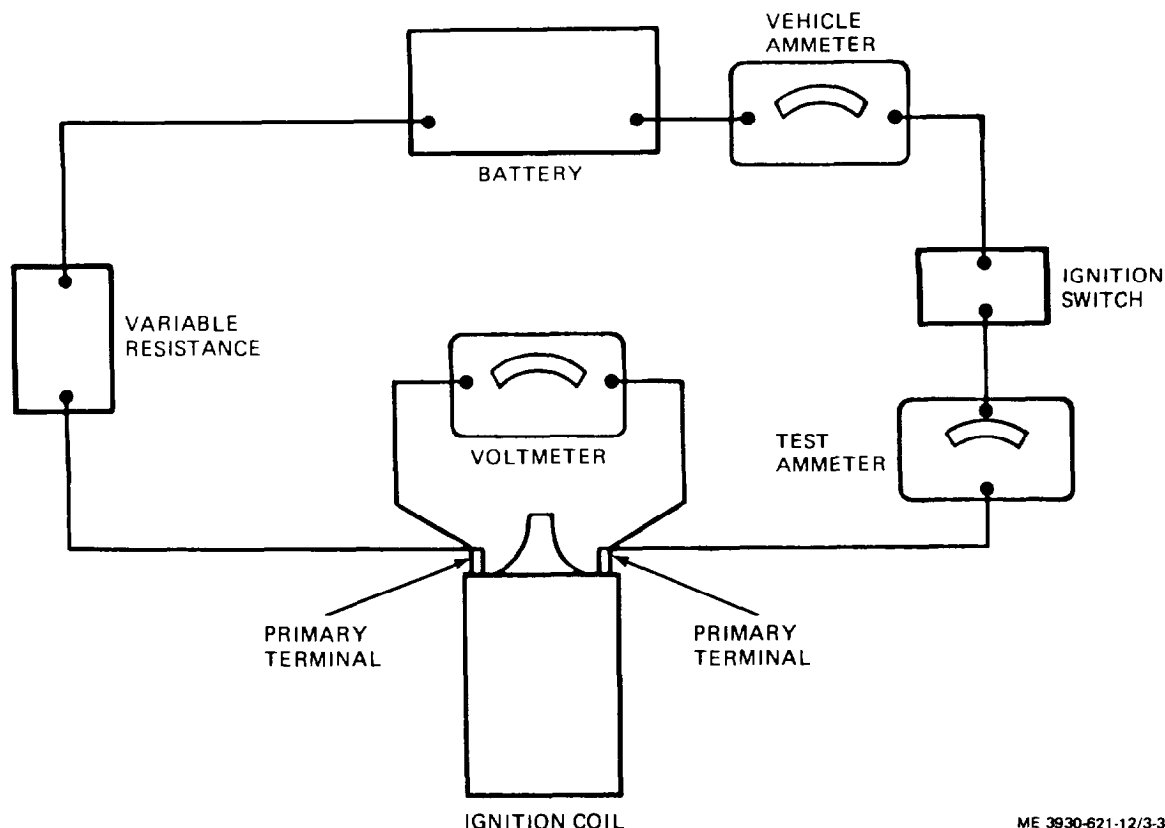 VEHICLE
AMMETER
BATTERY
IGNITION
SWITCH
VARIABLE
RESISTANCE
VOLTMETER
TEST
AMMETER
PRIMARY
TERMINAL
PRIMARY
TERMINAL
IGNITION COIL
ME 3930-621-12/3-3